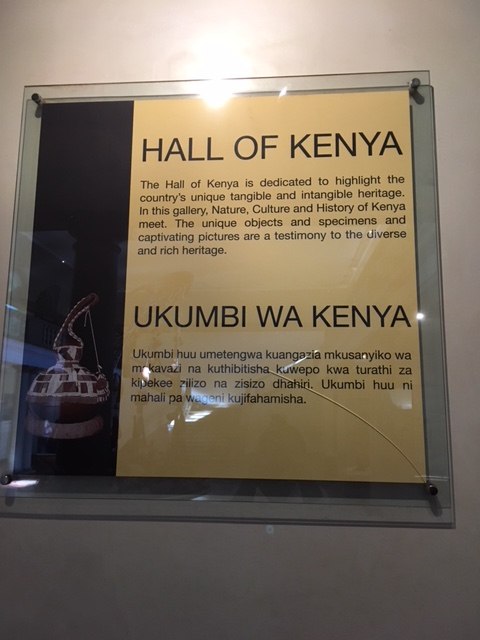 HALL OF KENYA
The Hall of Kenya is dedicated to highlight the
country's unique tangible and intangible heritage.
In this gallery, Nature, Culture and History of Kenya
meet. The unique objects and specimens and
captivating pictures are a testimony to the diverse
and rich heritage.
UKUMBI WA KENYA
Ukumbi huu umetengwa kuangazia mkusanyiko wa
makavazi na kuthibitisha kuwepo kwa turathi za
kipekee zilizo na zisizo dhahiri. Ukumbi huu ni
mahali pa wageni kujifahamisha.